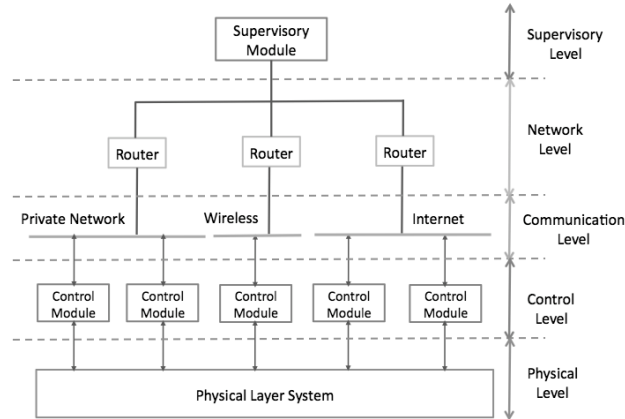 Supervisory
Module
Supervisory
Level
Router
Router
Router
Network
Level
Private Network
Wireless
Internet
Communication
Level
Control
Module
Control
Module
Control
Module
Control
Module
Control
Module
Control
Level
Physical Layer System
Physical
Level